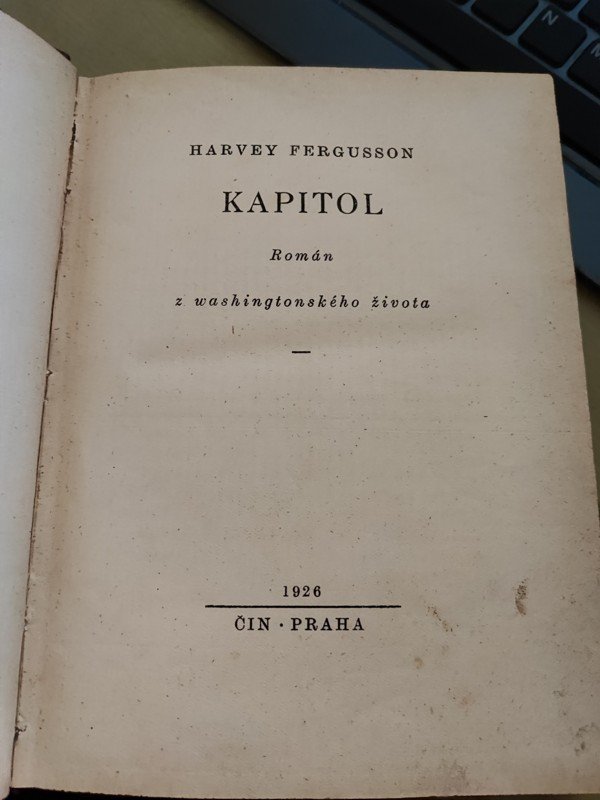 HARVEY FERGUSSON
KAPITOL
Román
z washingtonského života
1926
ČIN · PRAHA
N